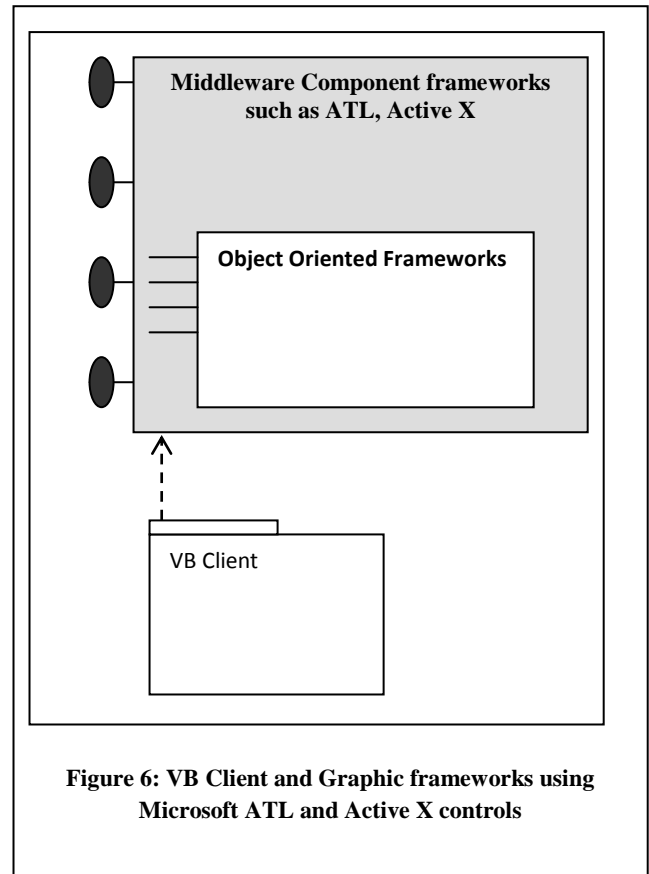 Middleware Component frameworks
such as ATL, Active X
Object Oriented Frameworks
VB Client
Figure 6: VB Client and Graphic frameworks using
Microsoft ATL and Active X controls